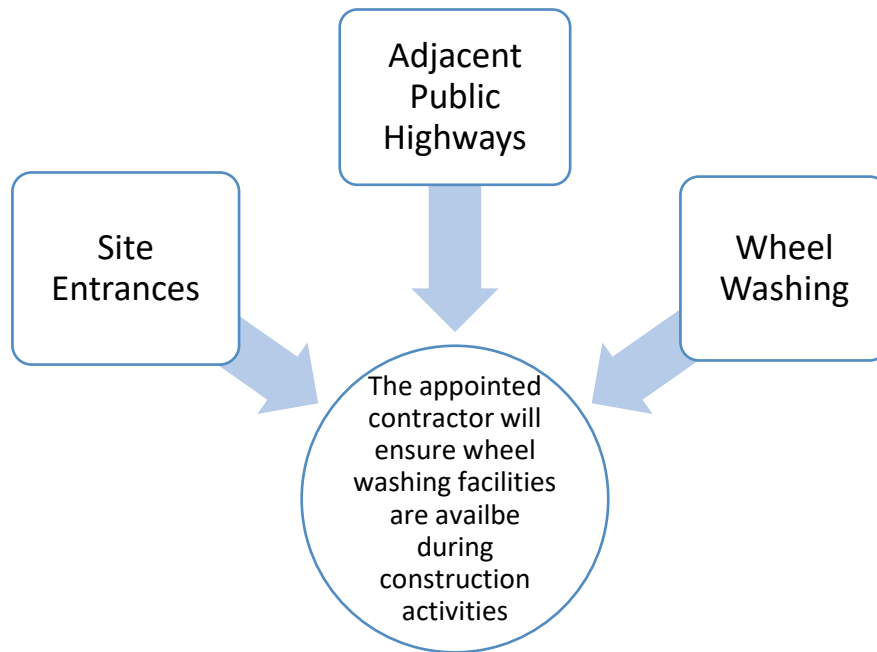 Adjacent
Public
Highways
Site
Entrances
Wheel
Washing
The appointed
contractor will
ensure wheel
washing facilities
are availbe
during
construction
activities